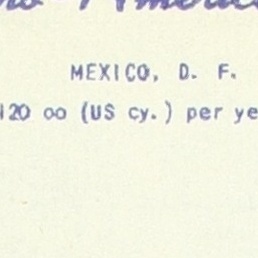 MEXICO, D. F.
120 oo (US cy.) per ye